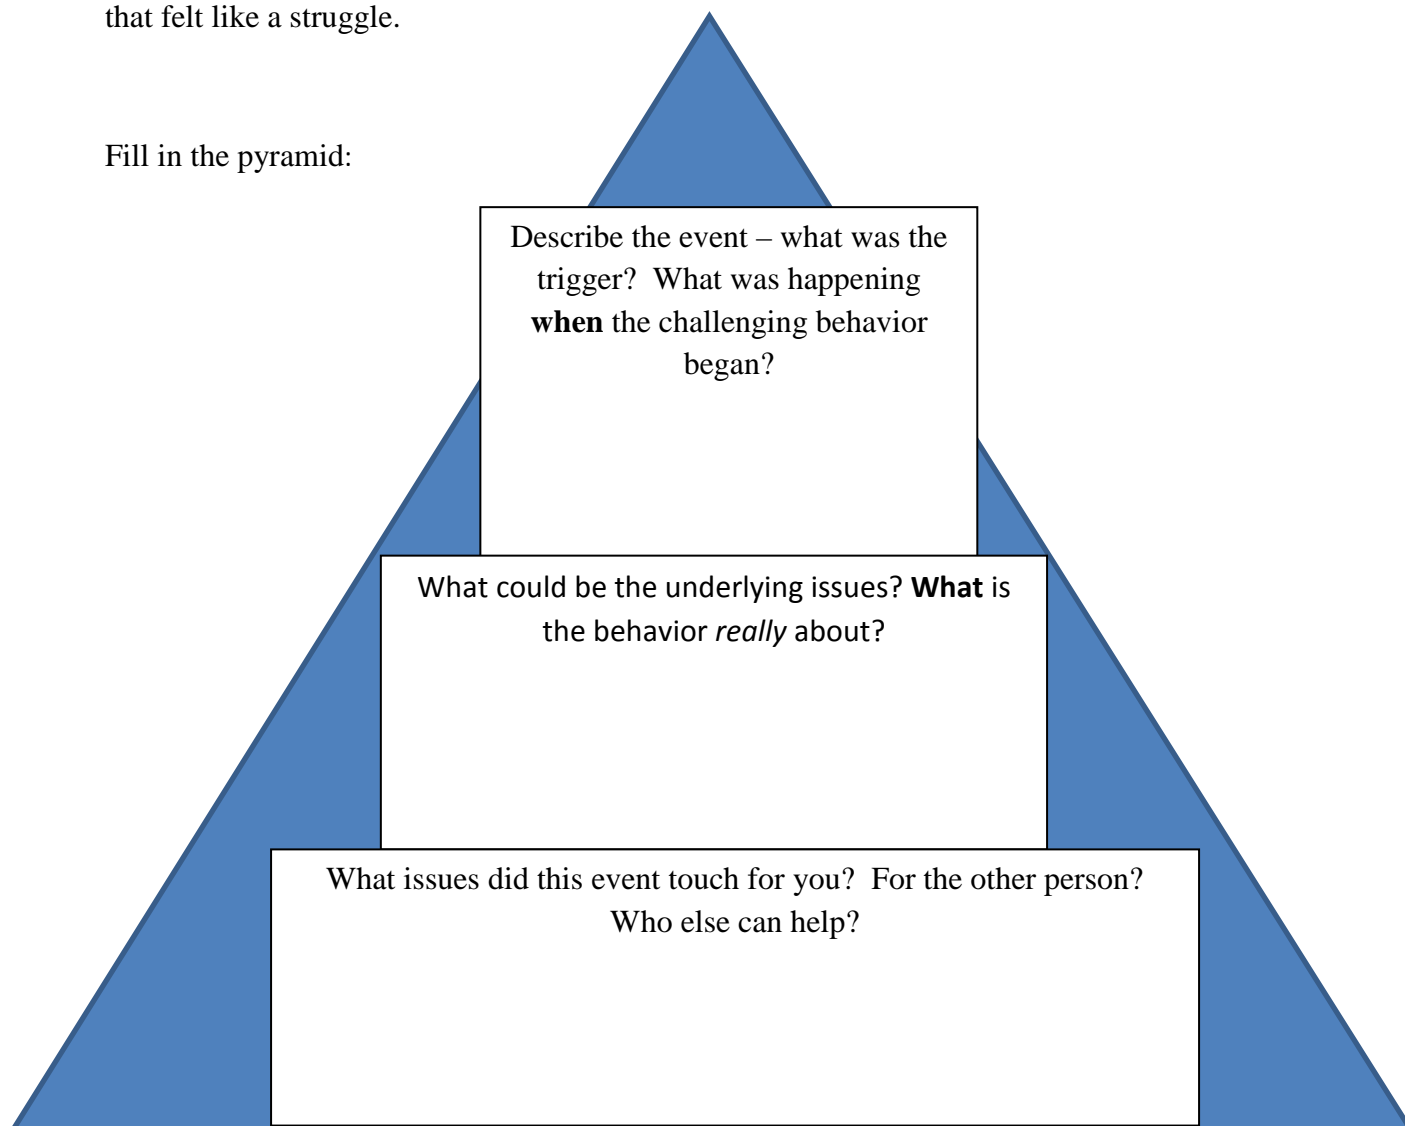 that felt like a struggle.
Fill in the pyramid:
Describe the event – what was the
trigger?  What was happening
when the challenging behavior
began?
What could be the underlying issues? What is
the behavior really about?
What issues did this event touch for you?  For the other person?
Who else can help?